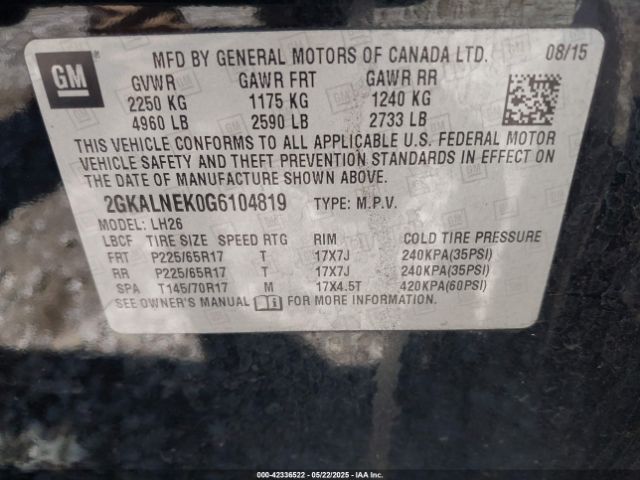 GM
MFD BY GENERAL MOTORS OF CANADA LTD. 08/15
GVWR GAWR FRT GAWR RR
2250 KG 1175 KG 1240 KG
4960 LB 2590 LB 2733 LB
THIS VEHICLE CONFORMS TO ALL APPLICABLE U.S. FEDERAL MOTOR
VEHICLE SAFETY AND THEFT PREVENTION STANDARDS IN EFFECT ON
THE DATE OF MANUFACTURE SHOWN ABOVE.
2GKALNEK0G6104819 TYPE: M.P.V.
MODEL: LH26
LBCF TIRE SIZE SPEED RTG RIM COLD TIRE PRESSURE
FRT P225/65R17 T 17X7J 240KPA(35PSI)
RR P225/65R17 T 17X7J 240KPA(35PSI)
SPA T145/70R17 M 17X4.5T 420KPA(60PSI)
SEE OWNER'S MANUAL FOR MORE INFORMATION.
000-42336522 - 05/22/2025 - IAAI.COM